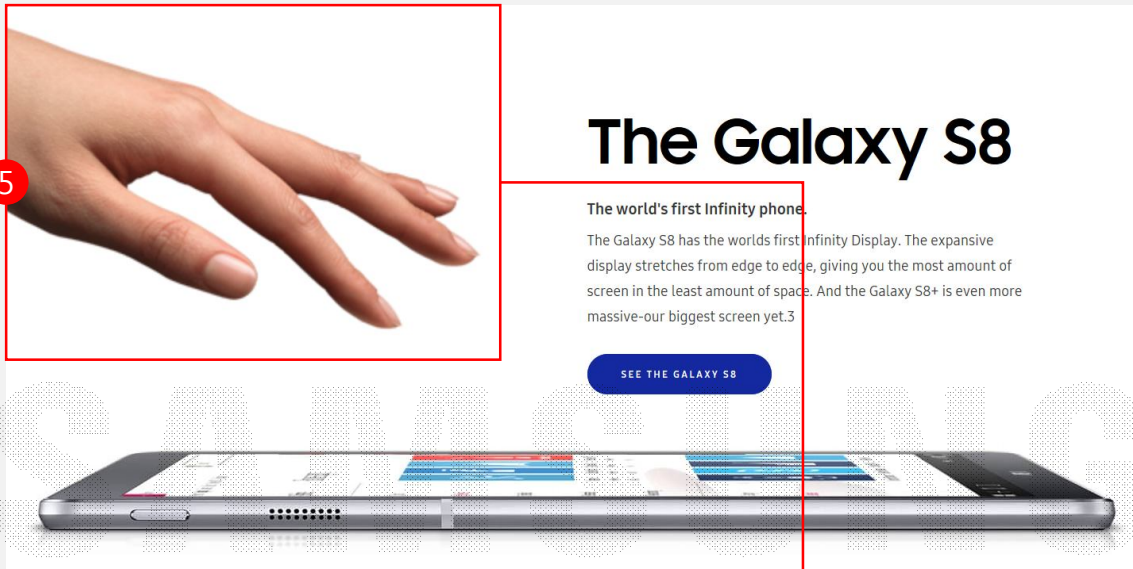 The Galaxy S8
5
The world's first Infinity phone.
The Galaxy S8 has the worlds first Infinity Display. The expansive
display stretches from edge to edge, giving you the most amount of
screen in the least amount of space. And the Galaxy S8+ is even more
massive-our biggest screen yet.3
SEE THE GALAXY S8
SAMSUNG